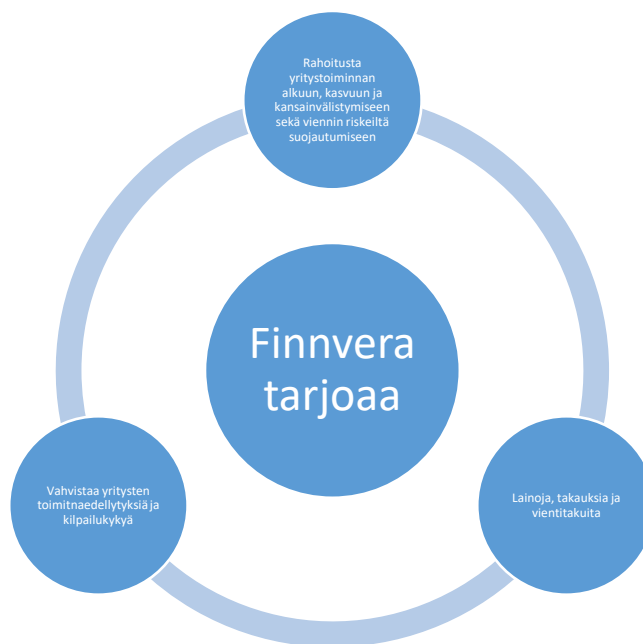 Rahoitusta
yritystoiminnan
alkuun, kasvuun ja
kansainvälistymiseen
sekä viennin riskeiltä
suojautumiseen
Finnvera
tarjoaa
Vahvistaa yritysten
toimitnaedellytyksiä ja
kilpailukykyä
Lainoja, takauksia ja
vientitakuita